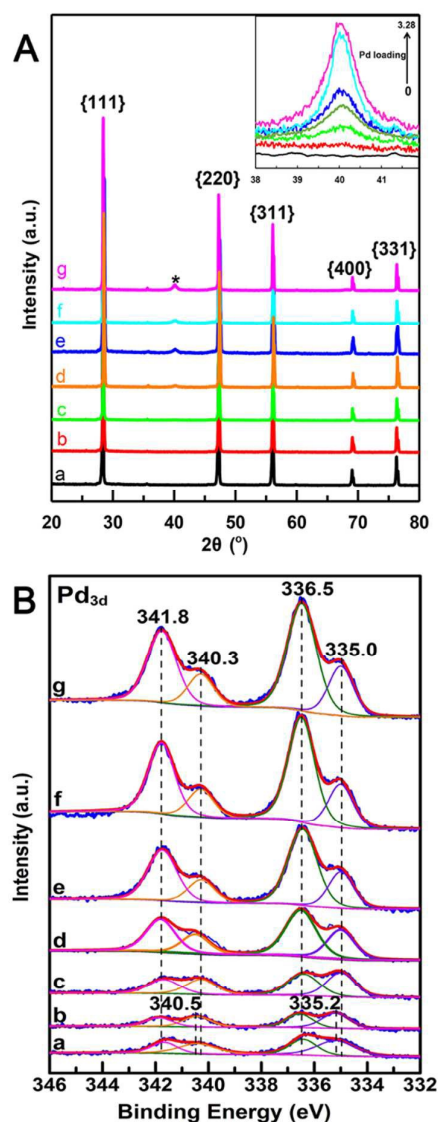 A
3.28
Pd loading
0
38 39 40 41
{111}
{220}
{311}
{400}
{331}
*
g
f
e
d
c
b
a
Intensity (a.u.)
20 30 40 50 60 70 80
2θ (°)
B
Pd3d
341.8
340.3
336.5
335.0
g
f
e
d
c
340.5
335.2
b
a
Intensity (a.u.)
346 344 342 340 338 336 334 332
Binding Energy (eV)